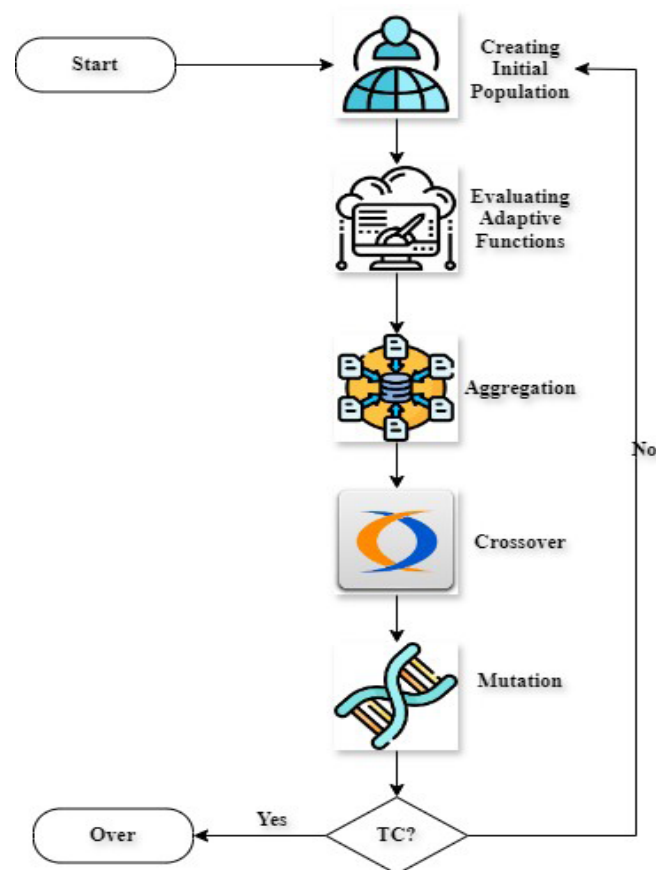 Start
Creating
Initial
Population
Evaluating
Adaptive
Functions
Aggregation
No
Crossover
Mutation
Yes
Over
TC?